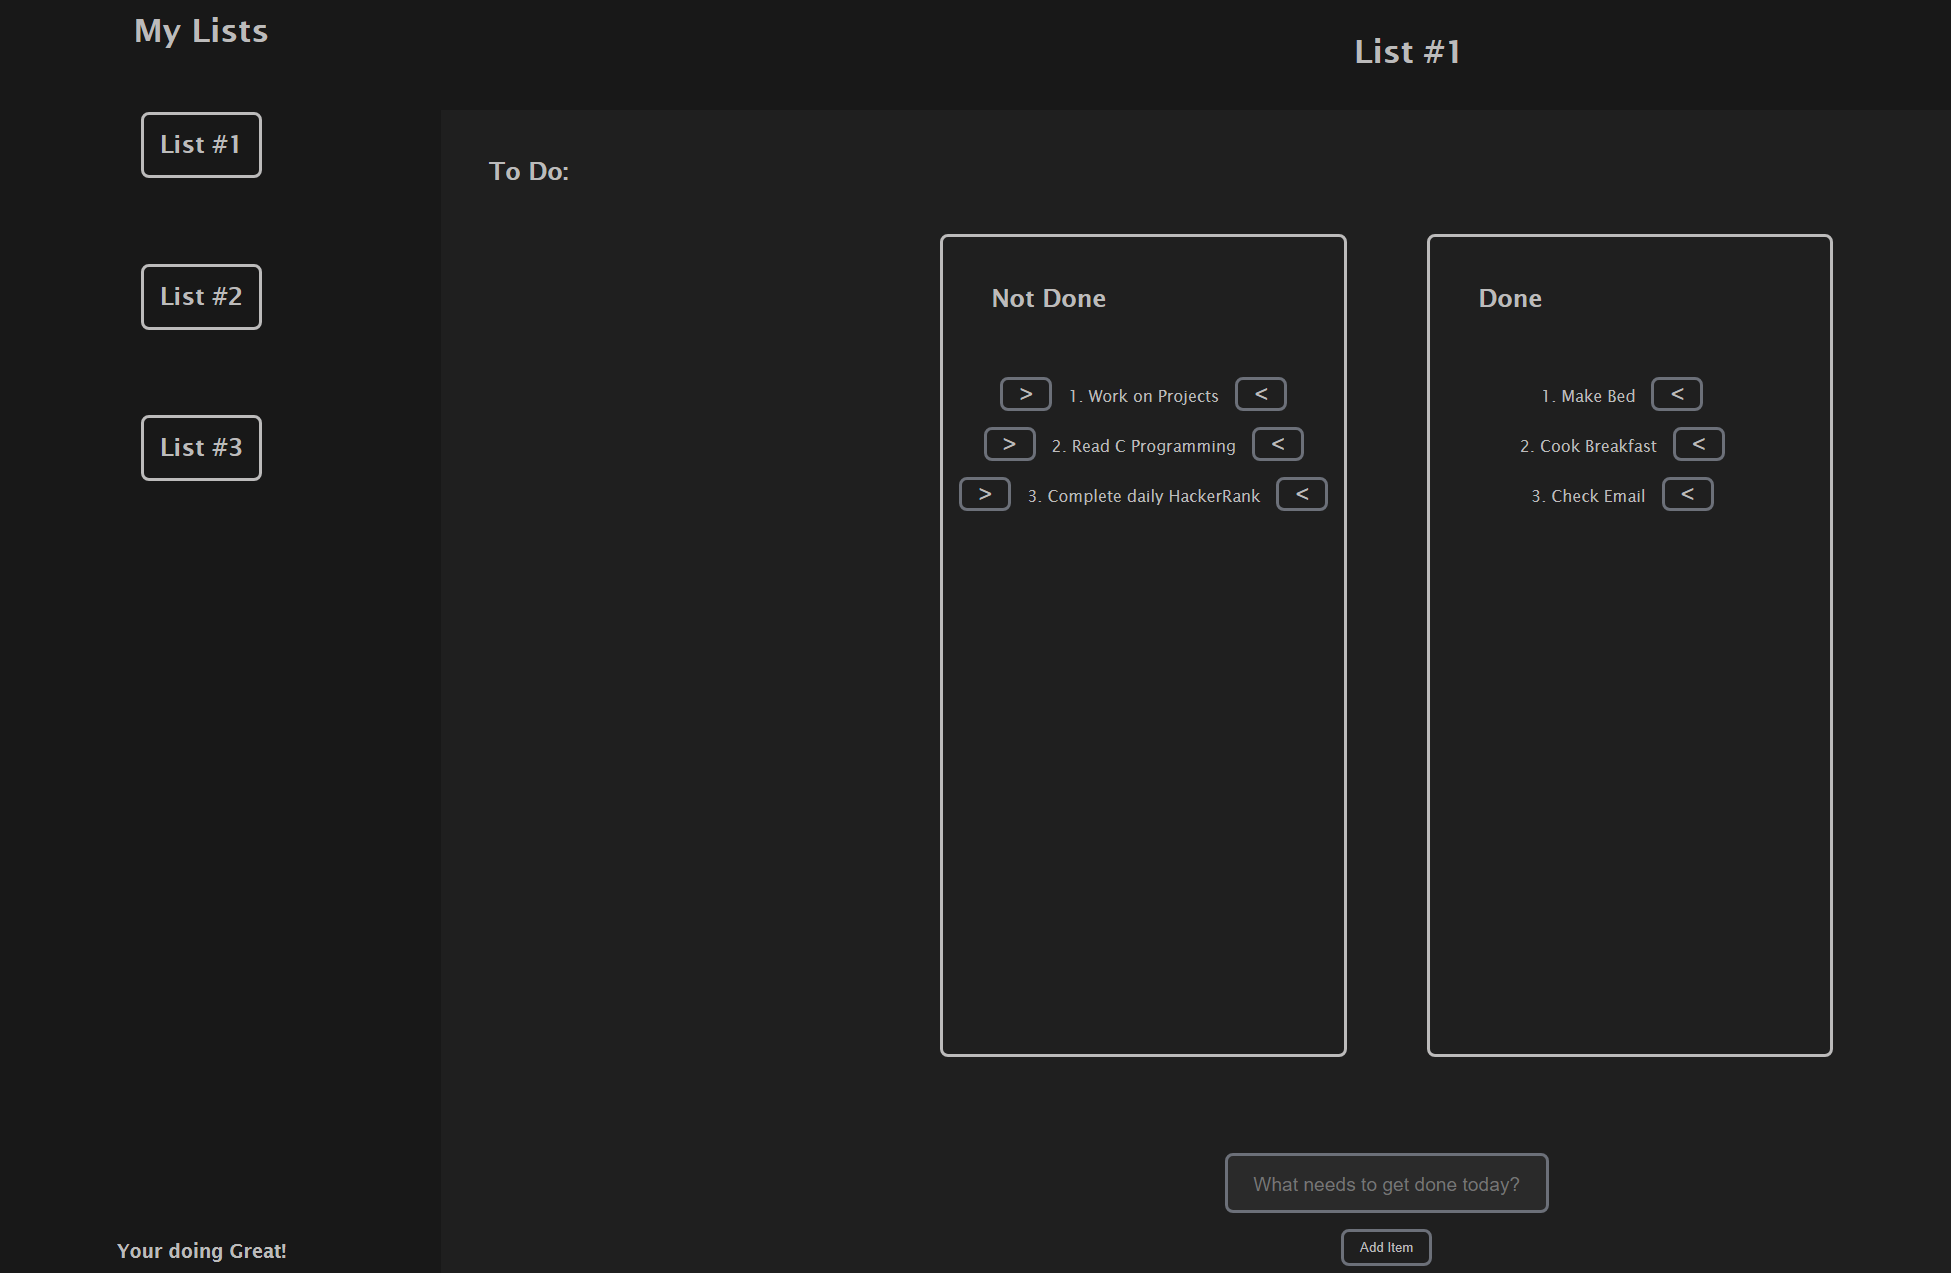 My Lists
List #1
List #2
List #3
Your doing Great!
List #1
To Do:
Not Done
> 1. Work on Projects <
> 2. Read C Programming <
> 3. Complete daily HackerRank <
Done
1. Make Bed <
2. Cook Breakfast <
3. Check Email <
What needs to get done today?
Add Item